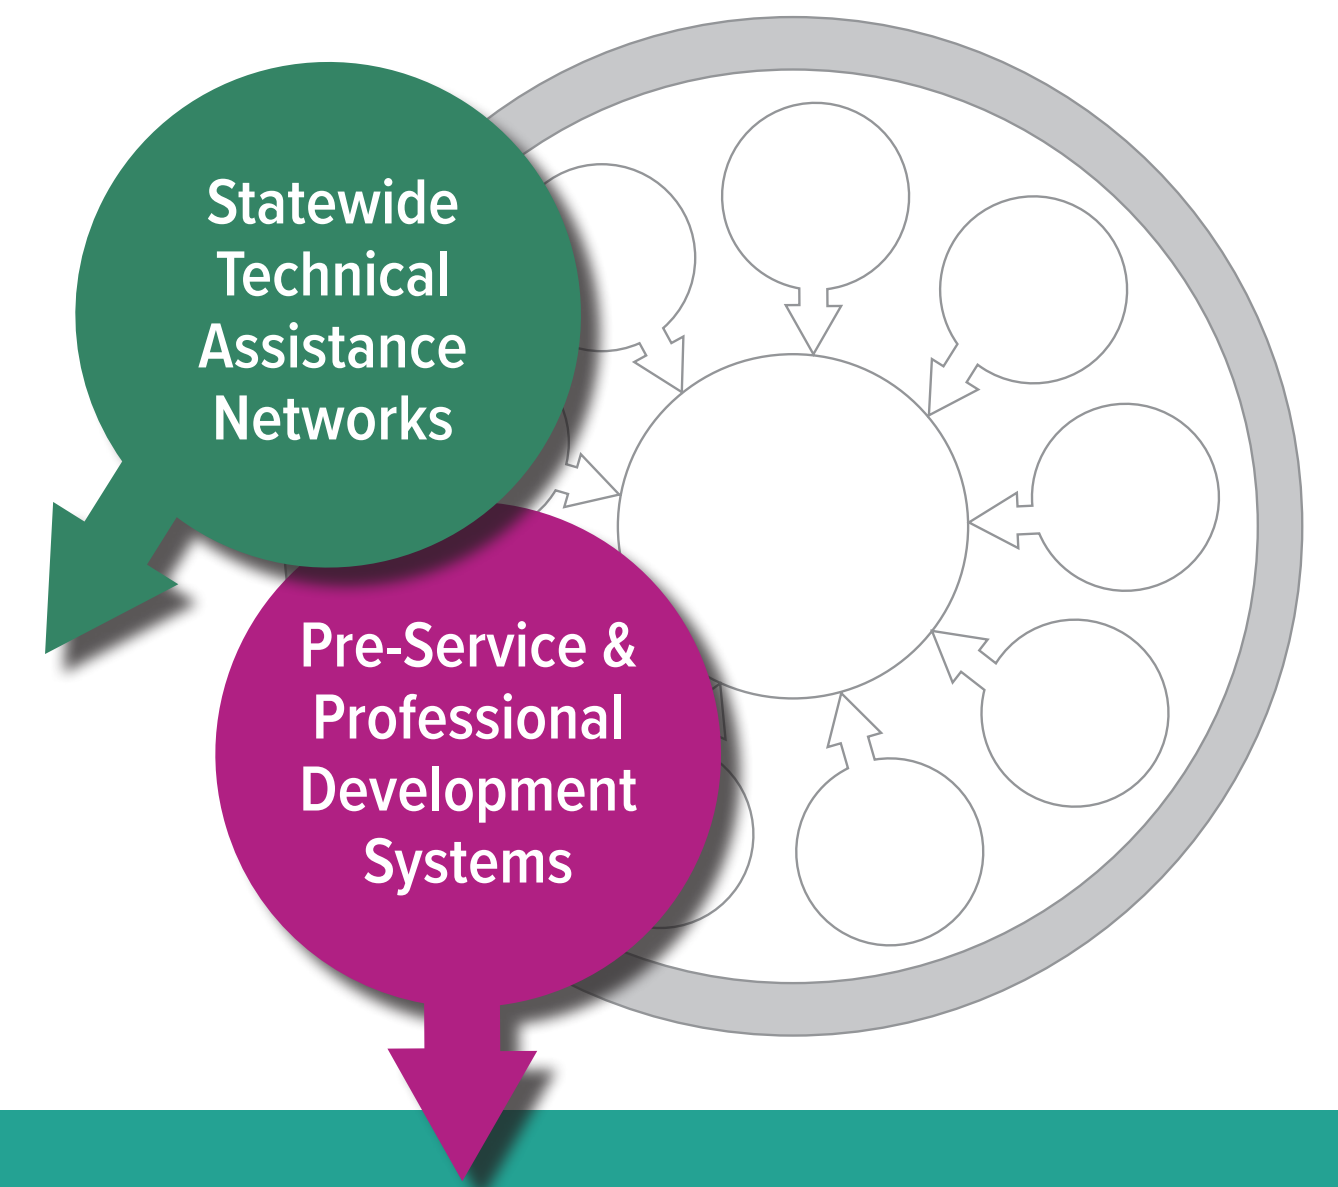 Statewide
Technical
Assistance
Networks
Pre-Service &
Professional
Development
Systems